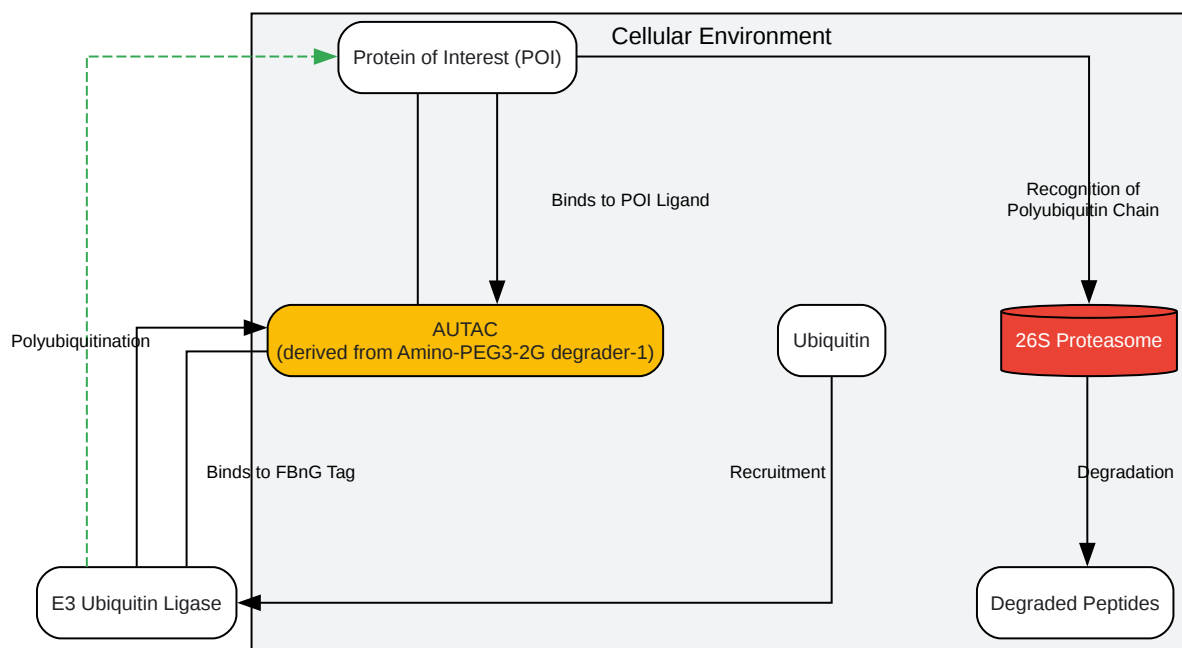 Cellular Environment
Protein of Interest (POI)
Binds to POI Ligand
Recognition of
Polyubiquitin Chain
Polyubiquitination
AUTAC
(derived from Amino-PEG3-2G degrader-1)
Ubiquitin
26S Proteasome
Binds to FBnG Tag
Recruitment
Degradation
E3 Ubiquitin Ligase
Degraded Peptides